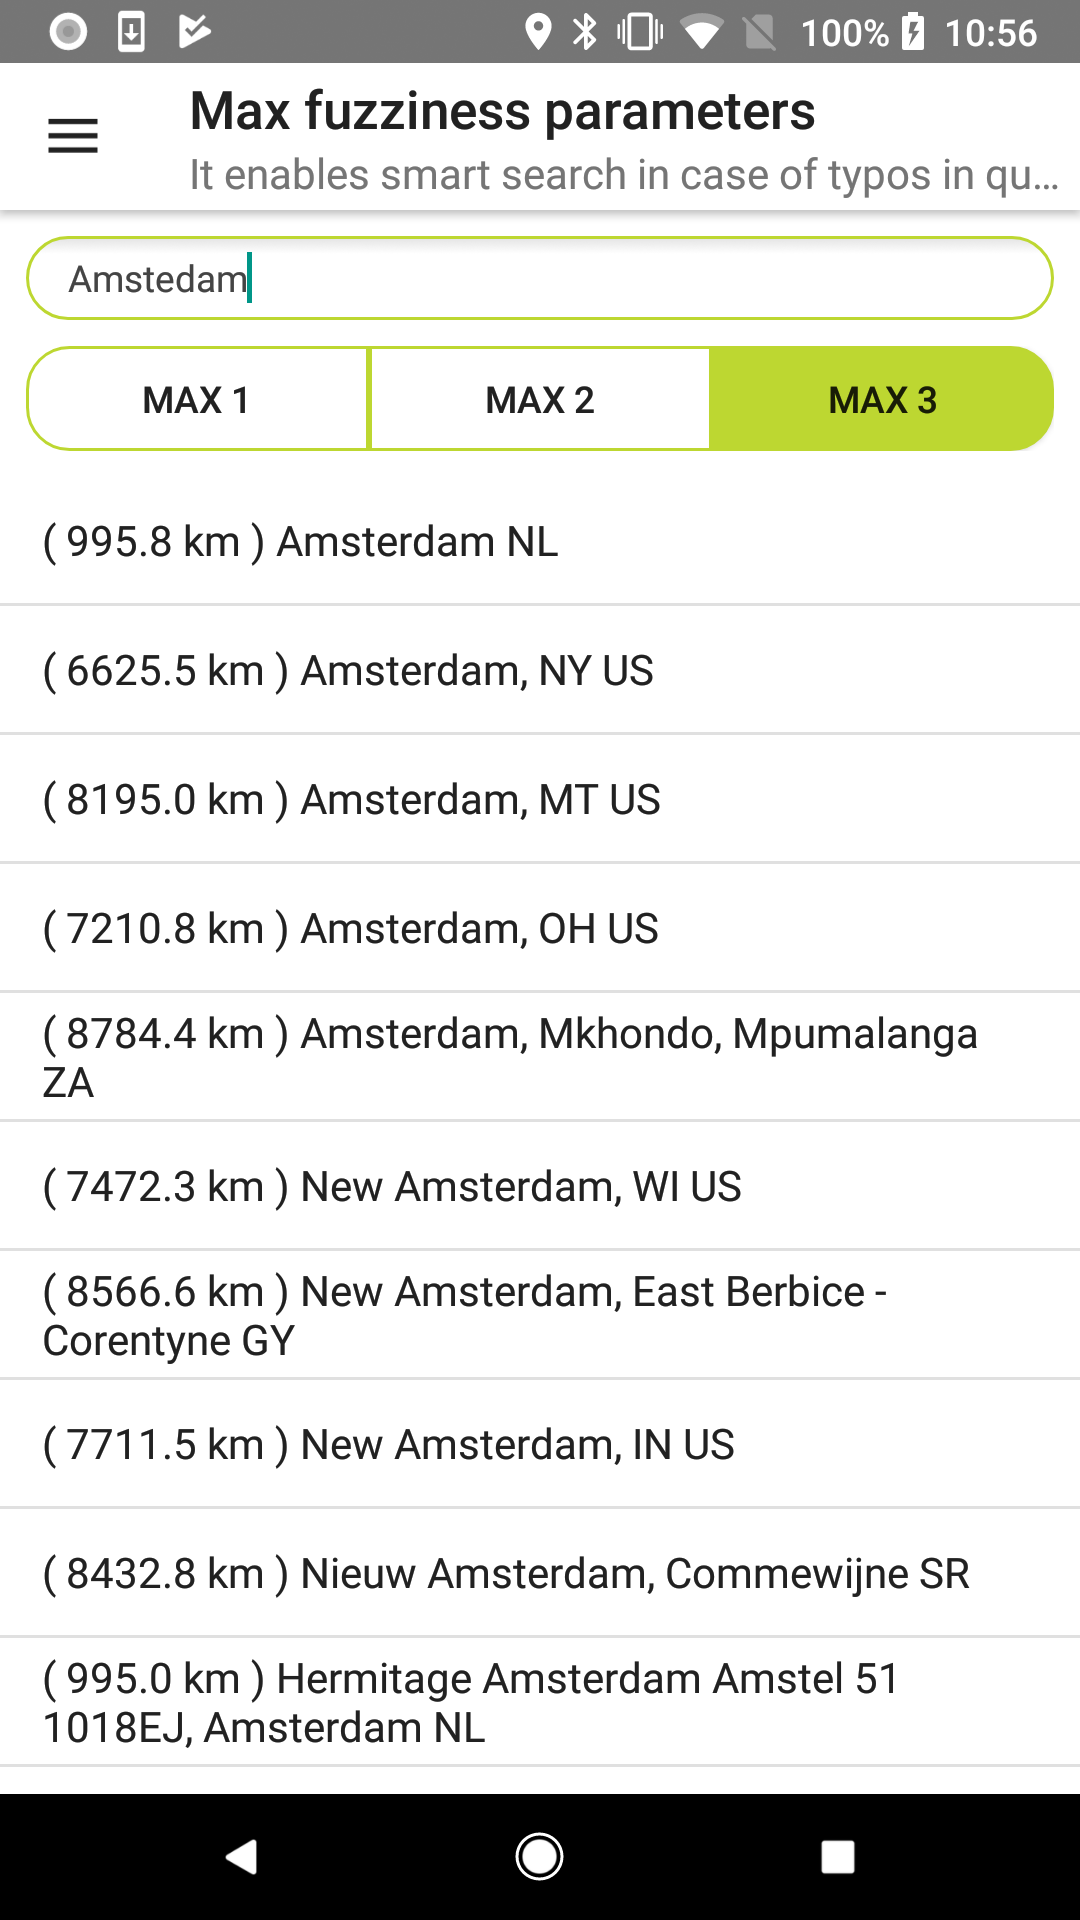 100% 10:56
Max fuzziness parameters
It enables smart search in case of typos in qu...
Amstedam
MAX 1 MAX 2 MAX 3
( 995.8 km ) Amsterdam NL
( 6625.5 km ) Amsterdam, NY US
( 8195.0 km ) Amsterdam, MT US
( 7210.8 km ) Amsterdam, OH US
( 8784.4 km ) Amsterdam, Mkhondo, Mpumalanga
ZA
( 7472.3 km ) New Amsterdam, WI US
( 8566.6 km ) New Amsterdam, East Berbice -
Corentyne GY
( 7711.5 km ) New Amsterdam, IN US
( 8432.8 km ) Nieuw Amsterdam, Commewijne SR
( 995.0 km ) Hermitage Amsterdam Amstel 51
1018EJ, Amsterdam NL